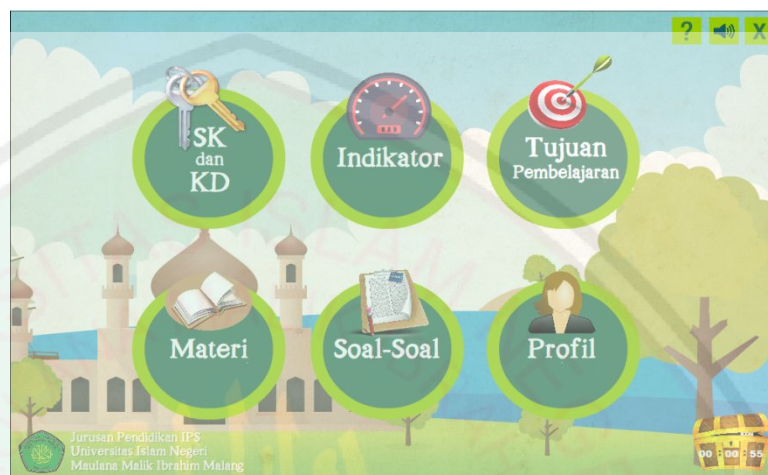 ? X
SK
dan
KD
Indikator
Tujuan
Pembelajaran
Materi
Soal-Soal
Profil
Jurusan Pendidikan IPS
Universitas Islam Negeri
Maulana Malik Ibrahim Malang
00 : 00 : 55